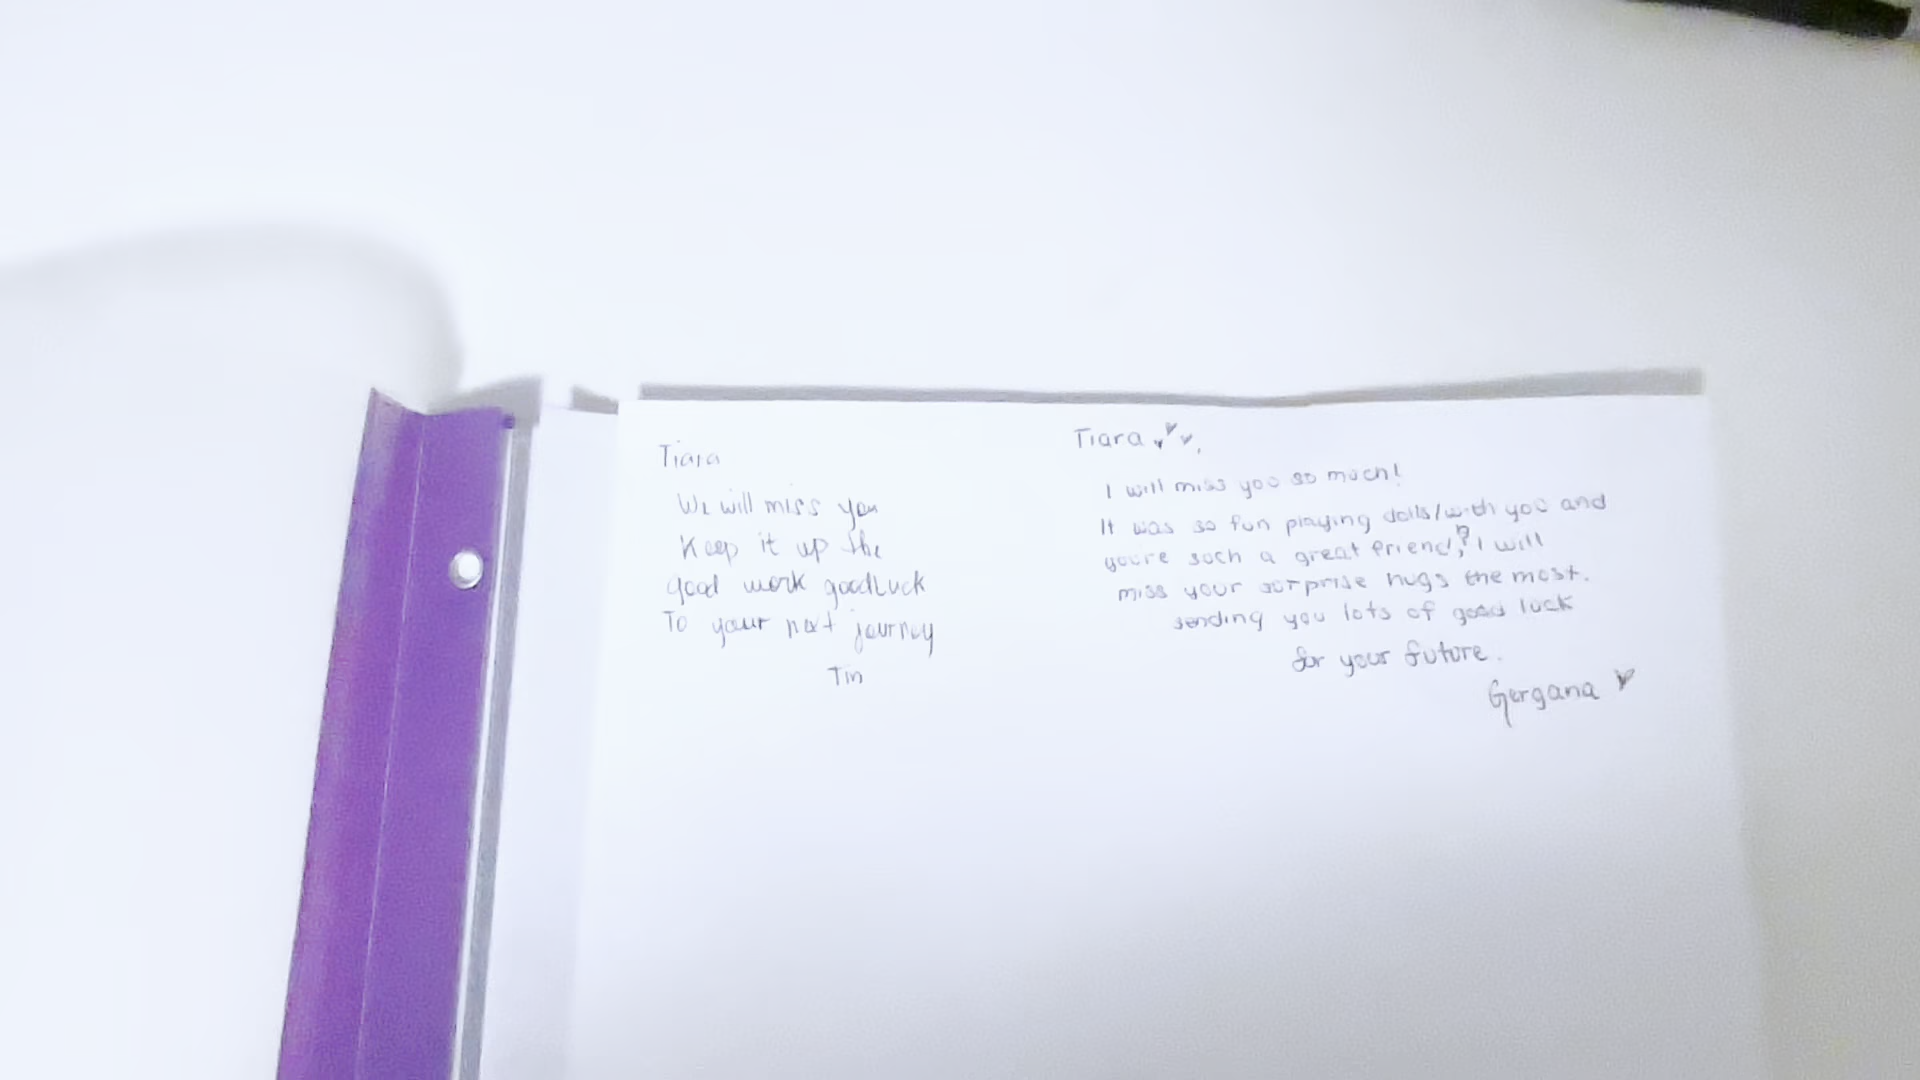 Tiara
We will miss you
Keep it up the
good work goodluck
To your next journey
Tin
Tiara
I will miss you so much!
It was so fun playing dolls/with you and
you're such a great friend, I will
miss your surprise hugs the most.
sending you lots of good luck
for your future.
Gergana